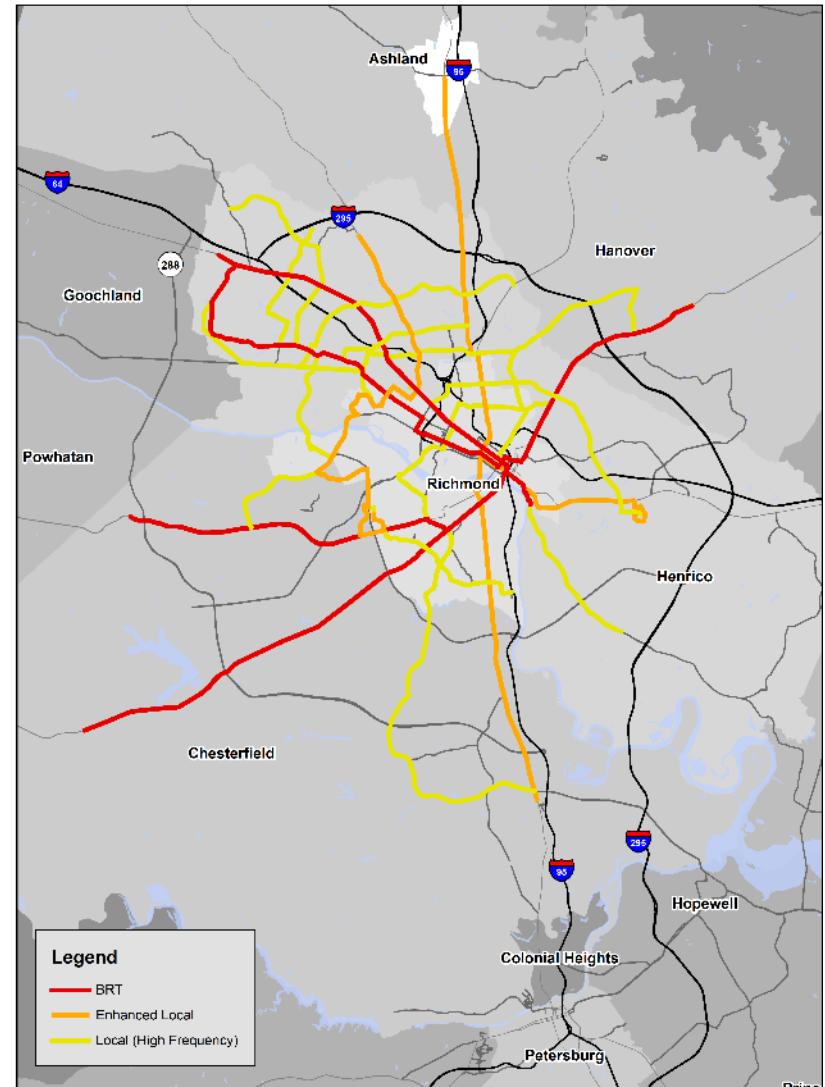 Ashland
95
64
295
Hanover
288
Goochland
Powhatan
Richmond
Henrico
Chesterfield
295
95
Hopewell
Colonial Heights
Petersburg
Legend
BRT
Enhanced Local
Local (High Frequency)